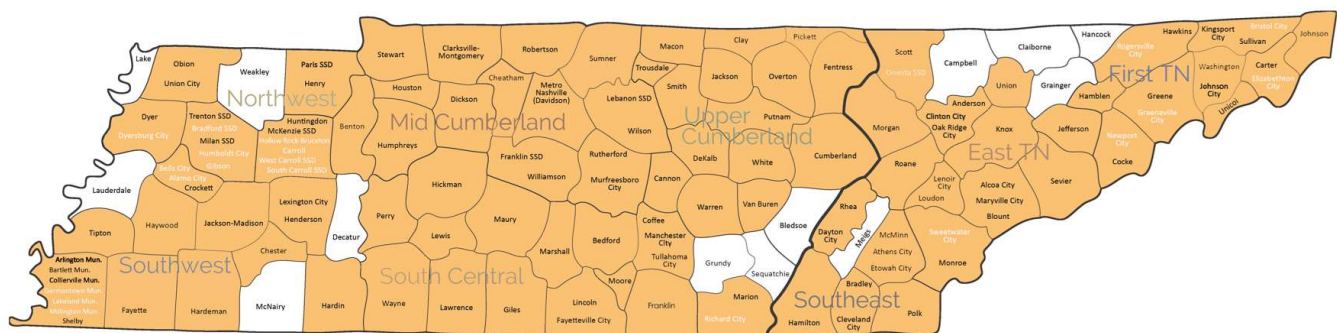 Lake
Obion
Union City
Weakley
Paris SSD
Henry
Northwest
Dyer
Dyersburg City
Trenton SSD
Bradford SSD
Milan SSD
Humboldt City
Gibson
Huntingdon
McKenzie SSD
Hollow Rock Bruceton
Carroll
West Carroll SSD
South Carroll SSD
Benton
Bells City
Alamo City
Crockett
Lauderdale
Haywood
Jackson-Madison
Lexington City
Henderson
Decatur
Chester
Tipton
Southwest
Arlington Mun.
Bartlett Mun.
Collierville Mun.
Germantown Mun.
Lakeland Mun.
Millington Mun.
Shelby
Fayette
Hardeman
McNairy
Hardin
Stewart
Clarksville-
Montgomery
Robertson
Sumner
Macon
Trousdale
Clay
Pickett
Houston
Dickson
Cheatham
Metro
Nashville
(Davidson)
Lebanon SSD
Smith
Jackson
Overton
Fentress
Mid Cumberland
Upper
Cumberland
Humphreys
Wilson
Putnam
Franklin SSD
Williamson
Rutherford
Murfreesboro
City
DeKalb
White
Cumberland
Cannon
Hickman
Perry
Lewis
Maury
Marshall
Bedford
Coffee
Manchester
City
Tullahoma
City
Warren
Van Buren
Bledsoe
Grundy
Sequatchie
South Central
Wayne
Lawrence
Giles
Lincoln
Fayetteville City
Moore
Franklin
Marion
Richard City
Scott
Oneida SSD
Campbell
Claiborne
Hancock
Hawkins
Rogersville
City
Kingsport
City
Sullivan
Bristol City
Johnson
First TN
Union
Grainger
Hamblen
Greene
Greeneville
City
Washington
Johnson
City
Carter
Elizabethton
City
Unicoi
Anderson
Clinton City
Oak Ridge
City
Morgan
Knox
East TN
Jefferson
Newport
City
Cocke
Sevier
Roane
Lenoir
City
Loudon
Alcoa City
Maryville City
Blount
Rhea
Dayton
City
Meigs
McMinn
Athens City
Etowah City
Sweetwater
City
Monroe
Southeast
Hamilton
Bradley
Cleveland
City
Polk